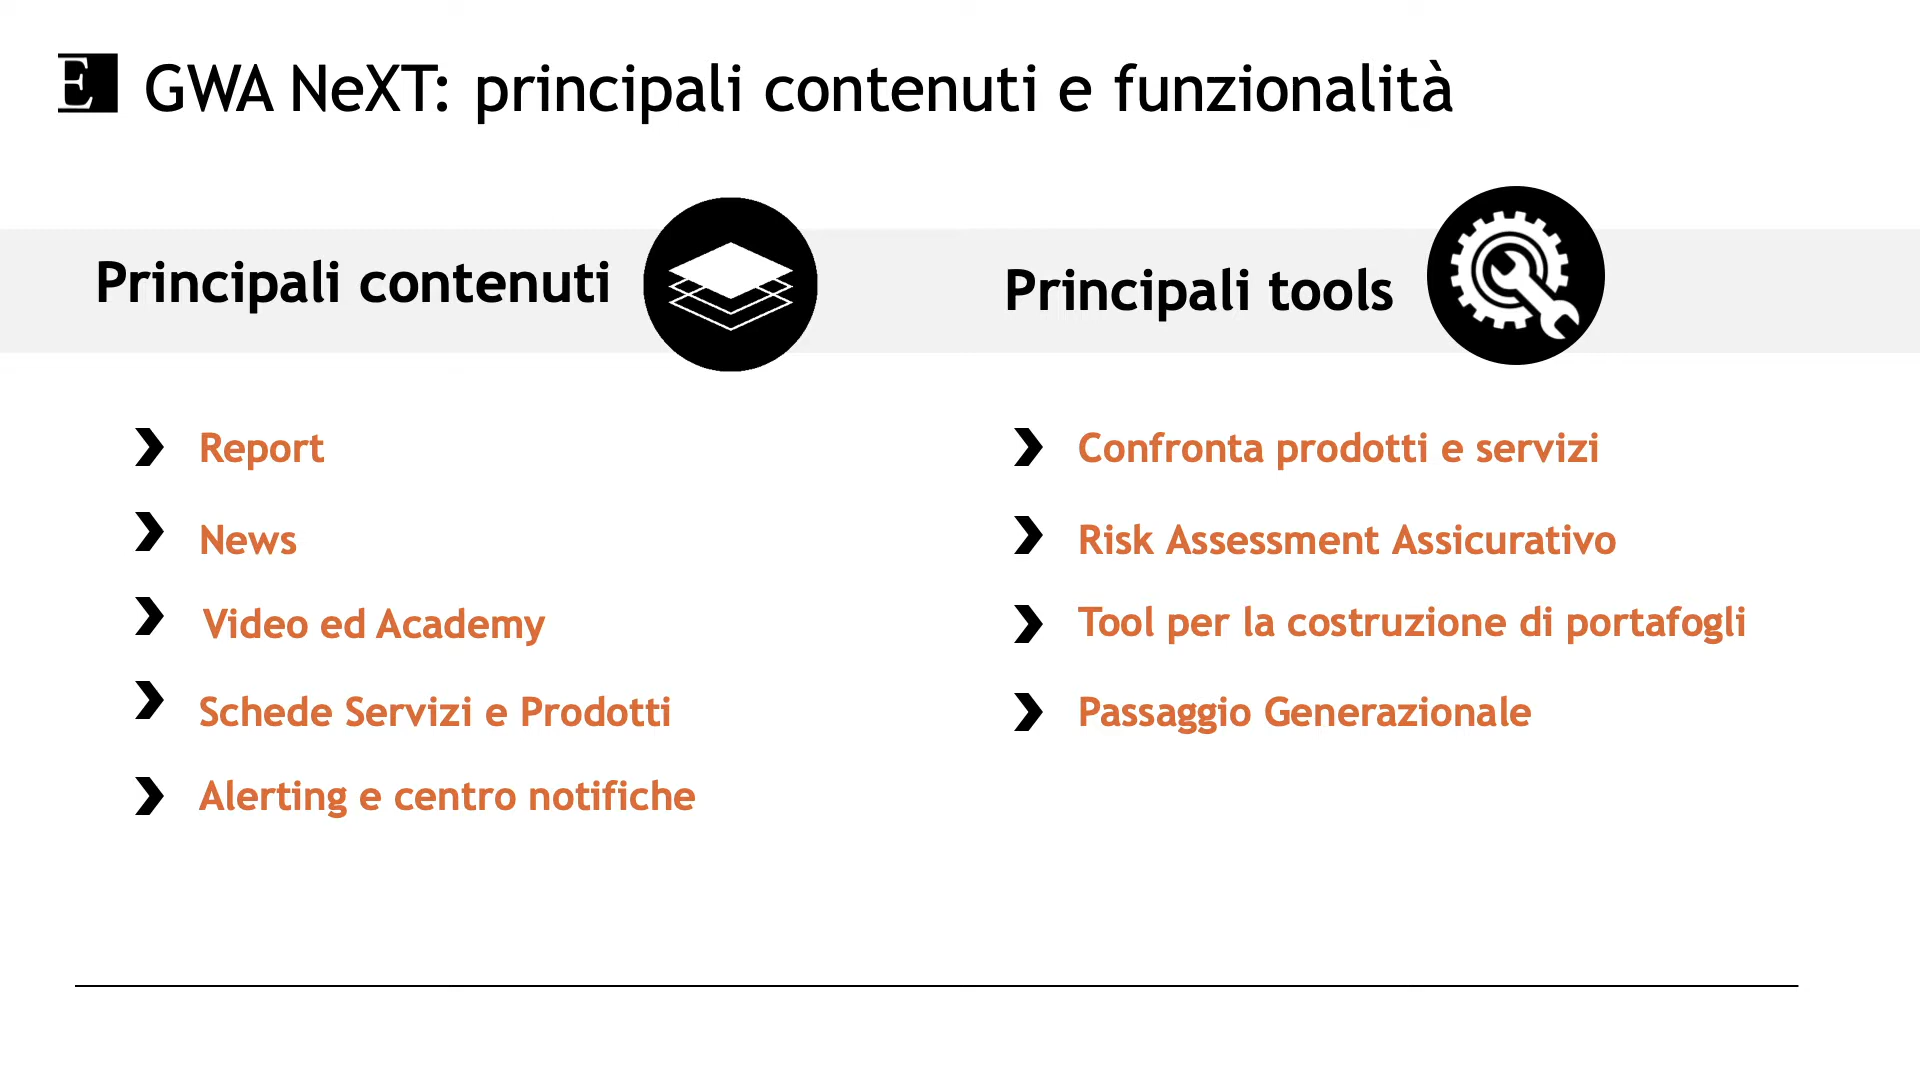 E GWA NeXT: principali contenuti e funzionalità
Principali contenuti
Report
News
Video ed Academy
Schede Servizi e Prodotti
Alerting e centro notifiche
Principali tools
Confronta prodotti e servizi
Risk Assessment Assicurativo
Tool per la costruzione di portafogli
Passaggio Generazionale